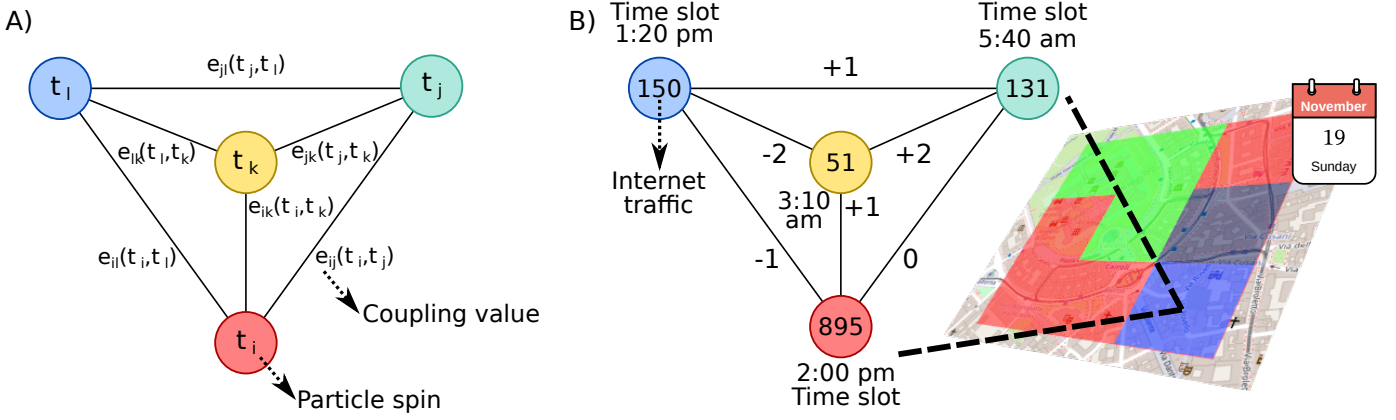 A)
t l
e jl (t j ,t l )
t j
e lk (t l ,t k )
t k
e jk (t j ,t k )
e ik (t i ,t k )
e il (t i ,t l )
e ij (t i ,t j )
Coupling value
t i
Particle spin
B)
Time slot
1:20 pm
Time slot
5:40 am
150
+1
131
-2
51
+2
Internet
traffic
3:10
am
+1
-1
0
895
2:00 pm
Time slot
November
19
Sunday